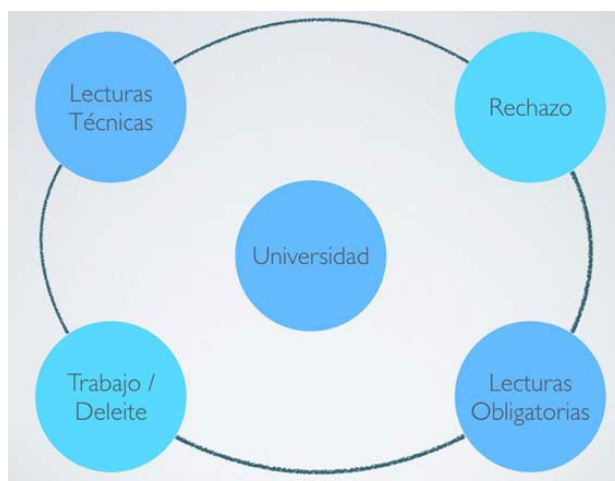 Lecturas
Técnicas
Rechazo
Universidad
Trabajo /
Deleite
Lecturas
Obligatorias